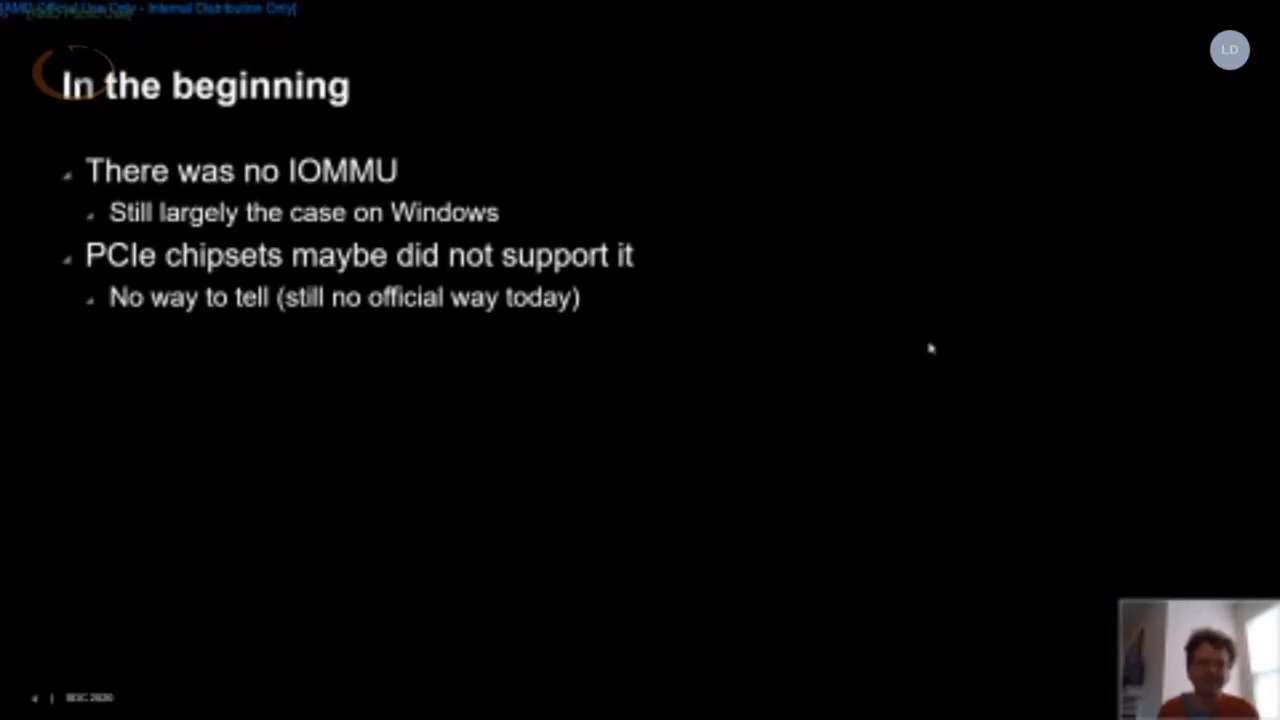 [AMD Official Use Only - Internal Distribution Only]
LD
In the beginning
There was no IOMMU
Still largely the case on Windows
PCIe chipsets maybe did not support it
No way to tell (still no official way today)
4 |